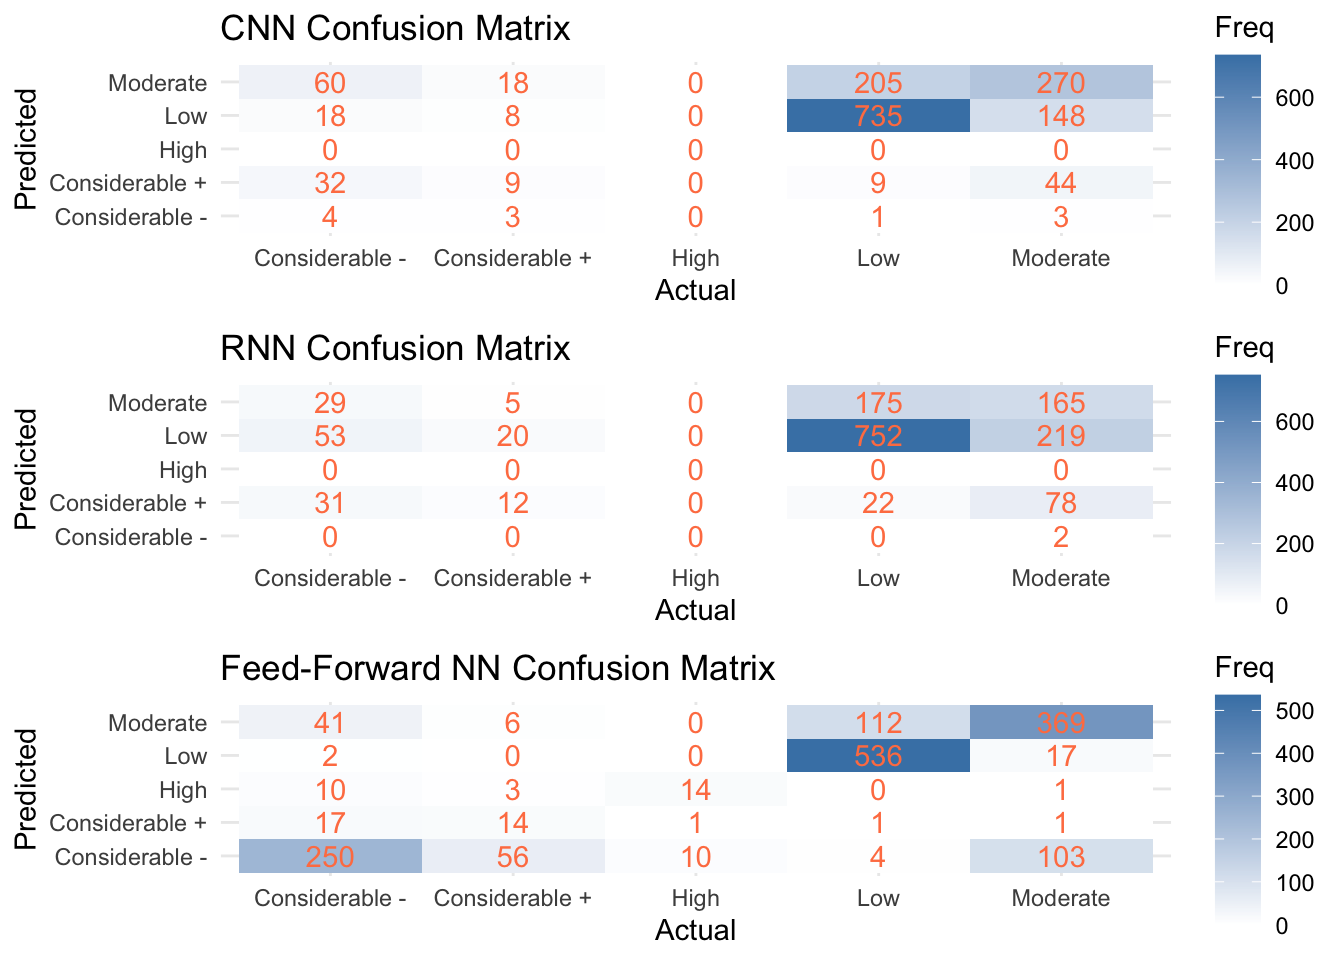 CNN Confusion Matrix
Freq
Predicted
Moderate 60 18 0 205 270
Low 18 8 0 735 148
High 0 0 0 0 0
Considerable + 32 9 0 9 44
Considerable - 4 3 0 1 3
Considerable - Considerable + High Low Moderate
Actual
600
400
200
0
RNN Confusion Matrix
Freq
Predicted
Moderate 29 5 0 175 165
Low 53 20 0 752 219
High 0 0 0 0 0
Considerable + 31 12 0 22 78
Considerable - 0 0 0 0 2
Considerable - Considerable + High Low Moderate
Actual
600
400
200
0
Feed-Forward NN Confusion Matrix
Freq
Predicted
Moderate 41 6 0 112 369
Low 2 0 0 536 17
High 10 3 14 0 1
Considerable + 17 14 1 1 1
Considerable - 250 56 10 4 103
Considerable - Considerable + High Low Moderate
Actual
500
400
300
200
100
0